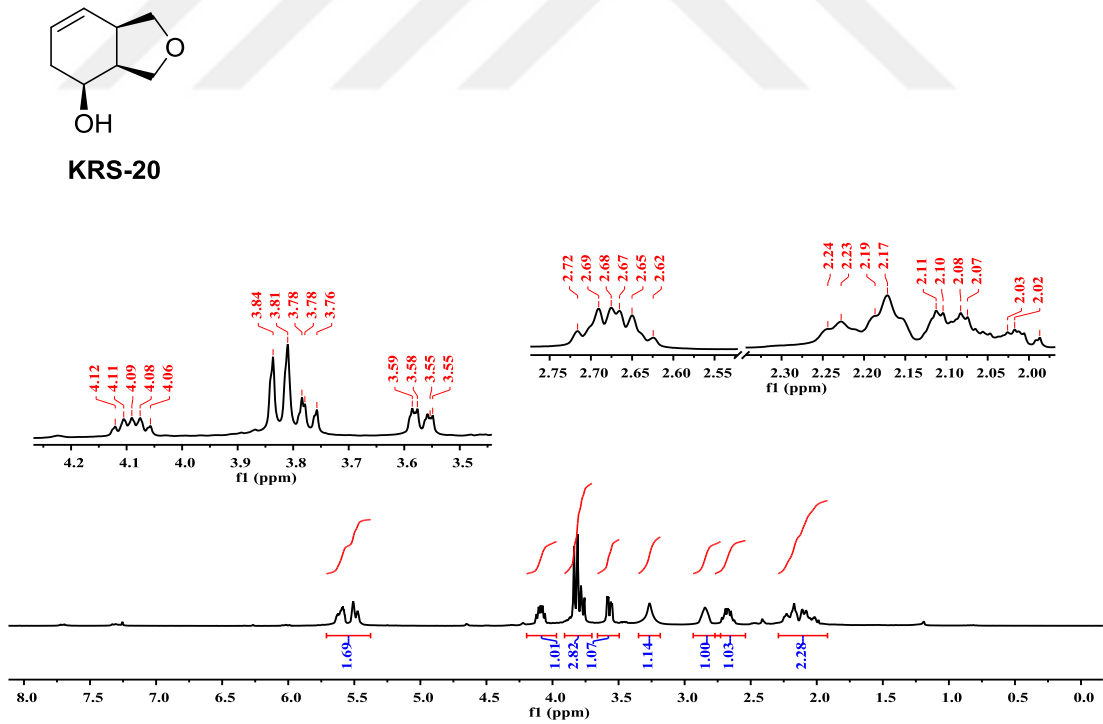 O
OH
KRS-20
4.12 4.11 4.09 4.08 4.06 3.84 3.81 3.78 3.78 3.76 3.59 3.58 3.55 3.55
4.2 4.1 4.0 3.9 3.8 3.7 3.6 3.5
f1 (ppm)
2.72 2.69 2.68 2.67 2.65 2.62 2.24 2.23 2.19 2.17 2.11 2.10 2.08 2.07 2.03 2.02
2.75 2.70 2.65 2.60 2.55 2.30 2.25 2.20 2.15 2.10 2.05 2.00
f1 (ppm)
1.69 1.01 2.82 1.07 1.14 1.00 1.03 2.28
8.0 7.5 7.0 6.5 6.0 5.5 5.0 4.5 4.0 3.5 3.0 2.5 2.0 1.5 1.0 0.5 0.0
f1 (ppm)